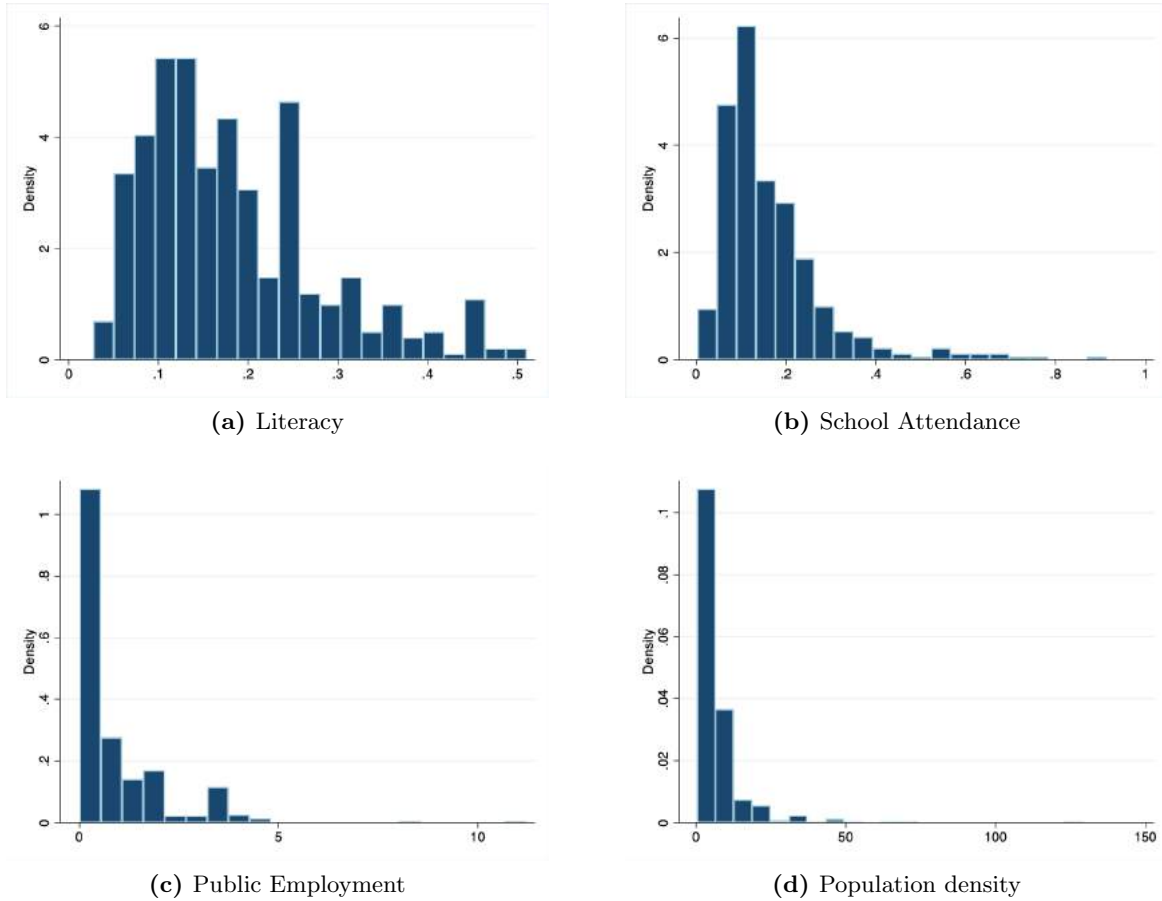 Density
0 2 4 6
0 .1 .2 .3 .4 .5
(a) Literacy
Density
0 2 4 6
0 .2 .4 .6 .8 1
(b) School Attendance
Density
0 .2 .4 .6 .8 1
0 5 10
(c) Public Employment
Density
0 .02 .04 .06 .08 .1
0 50 100 150
(d) Population density